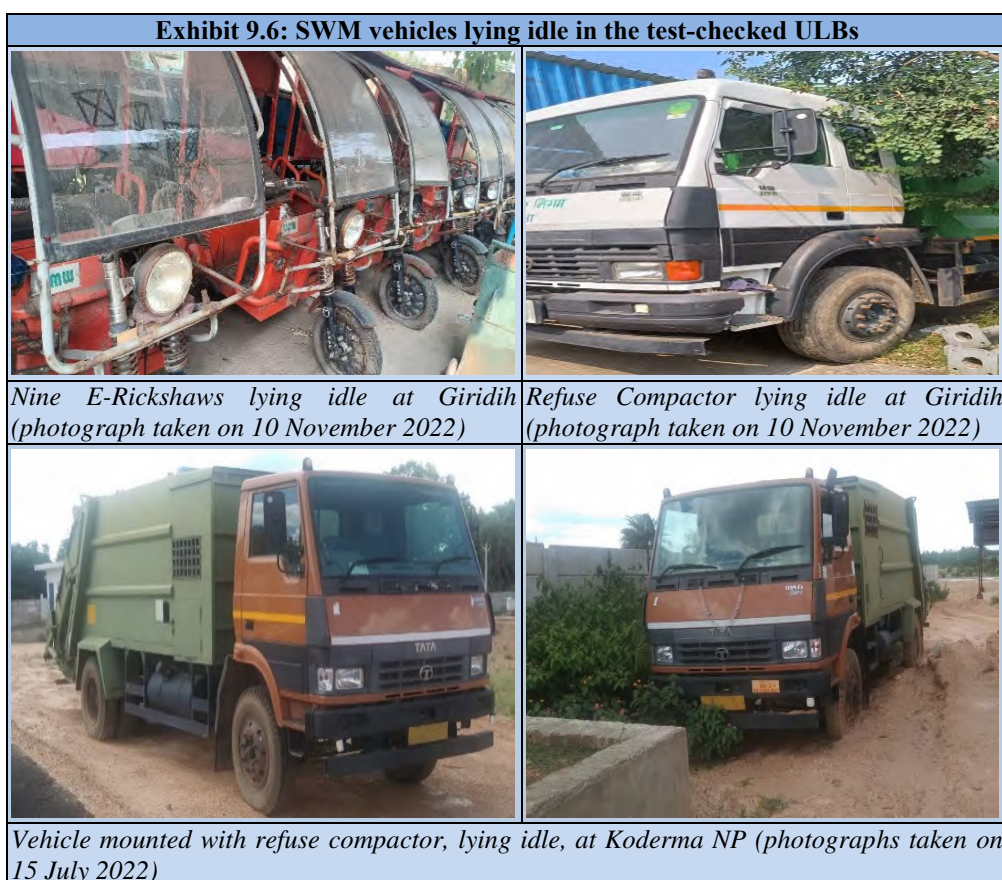 Exhibit 9.6: SWM vehicles lying idle in the test-checked ULBs
निगम
Nine E-Rickshaws lying idle at Giridih
(photograph taken on 10 November 2022)
Refuse Compactor lying idle at Giridih
(photograph taken on 10 November 2022)
TATA
Vehicle mounted with refuse compactor, lying idle, at Koderma NP (photographs taken on
15 July 2022)